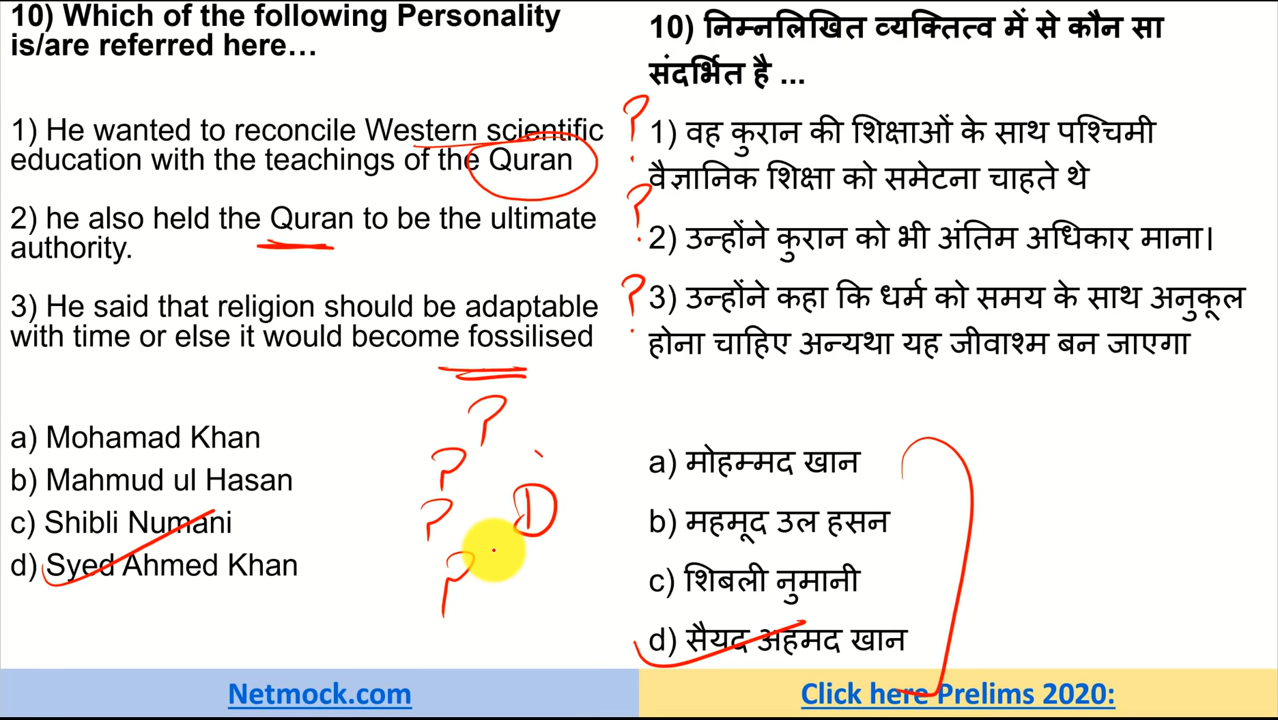 10) Which of the following Personality
is/are referred here...
1) He wanted to reconcile Western scientific
education with the teachings of the Quran
2) he also held the Quran to be the ultimate
authority.
3) He said that religion should be adaptable
with time or else it would become fossilised
?
?
?
?
D
a) Mohamad Khan
b) Mahmud ul Hasan
c) Shibli Numani
d) Syed Ahmed Khan
Netmock.com
10) निम्नलिखित व्यक्तित्व में से कौन सा
संदर्भित है ...
?
1) वह कुरान की शिक्षाओं के साथ पश्चिमी
वैज्ञानिक शिक्षा को समेटना चाहते थे
?
2) उन्होंने कुरान को भी अंतिम अधिकार माना।
?
3) उन्होंने कहा कि धर्म को समय के साथ अनुकूल
होना चाहिए अन्यथा यह जीवाश्म बन जाएगा
a) मोहम्मद खान
b) महमूद उल हसन
c) शिबली नुमानी
d) सैयद अहमद खान
Click here Prelims 2020: